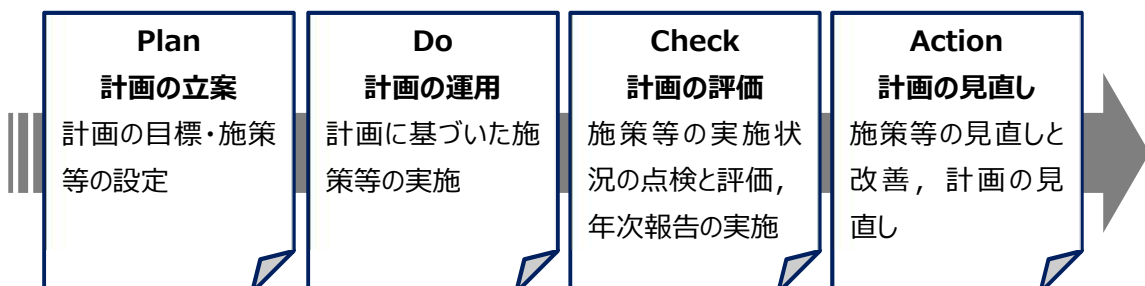 Plan
計画の立案
計画の目標・施策
等の設定
Do
計画の運用
計画に基づいた施
策等の実施
Check
計画の評価
施策等の実施状
況の点検と評価，
年次報告の実施
Action
計画の見直し
施策等の見直しと
改善，計画の見
直し